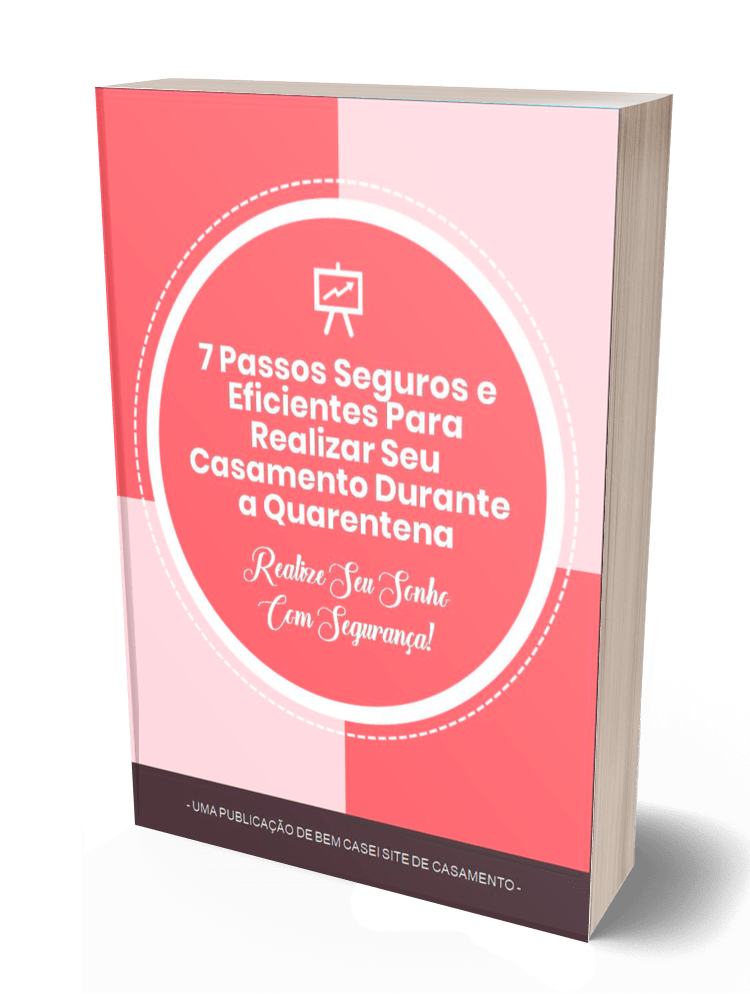 7 Passos Seguros e
Eficientes Para
Realizar Seu
Casamento Durante
a Quarentena
Realize Seu Sonho
Com Segurança!
- UMA PUBLICAÇÃO DE BEM CASEI SITE DE CASAMENTO -